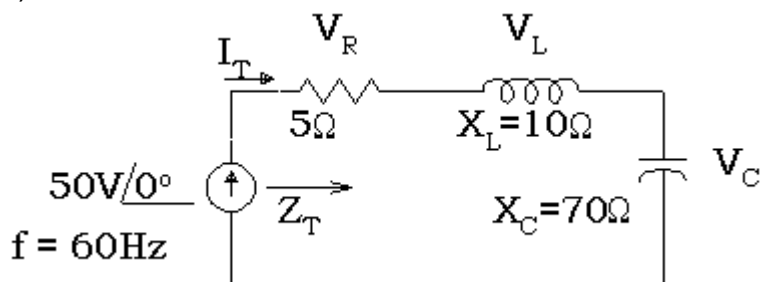 V_R
V_L
I_T
5Ω
X_L=10Ω
V_C
50V/0°
Z_T
X_C=70Ω
f = 60Hz